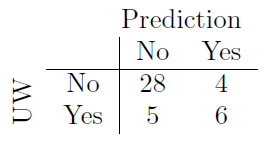 Prediction
No Yes
No 28 4
UW
Yes 5 6